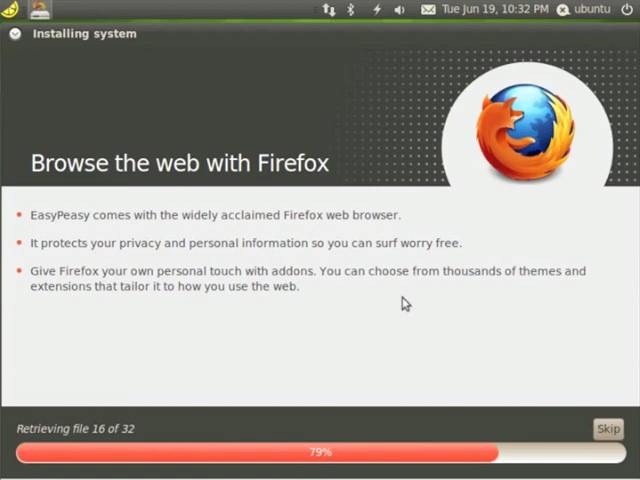 Tue Jun 19, 10:32 PM ubuntu
Installing system
Browse the web with Firefox
EasyPeasy comes with the widely acclaimed Firefox web browser.
It protects your privacy and personal information so you can surf worry free.
Give Firefox your own personal touch with addons. You can choose from thousands of themes and
extensions that tailor it to how you use the web.
Retrieving file 16 of 32
Skip
79%